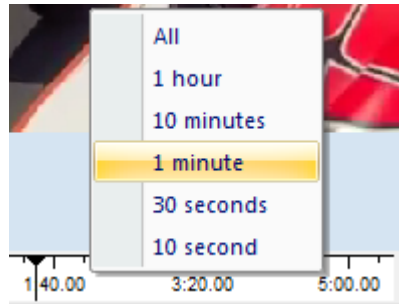 All
1 hour
10 minutes
1 minute
30 seconds
10 second
1:40.00 3:20.00 5:00.00